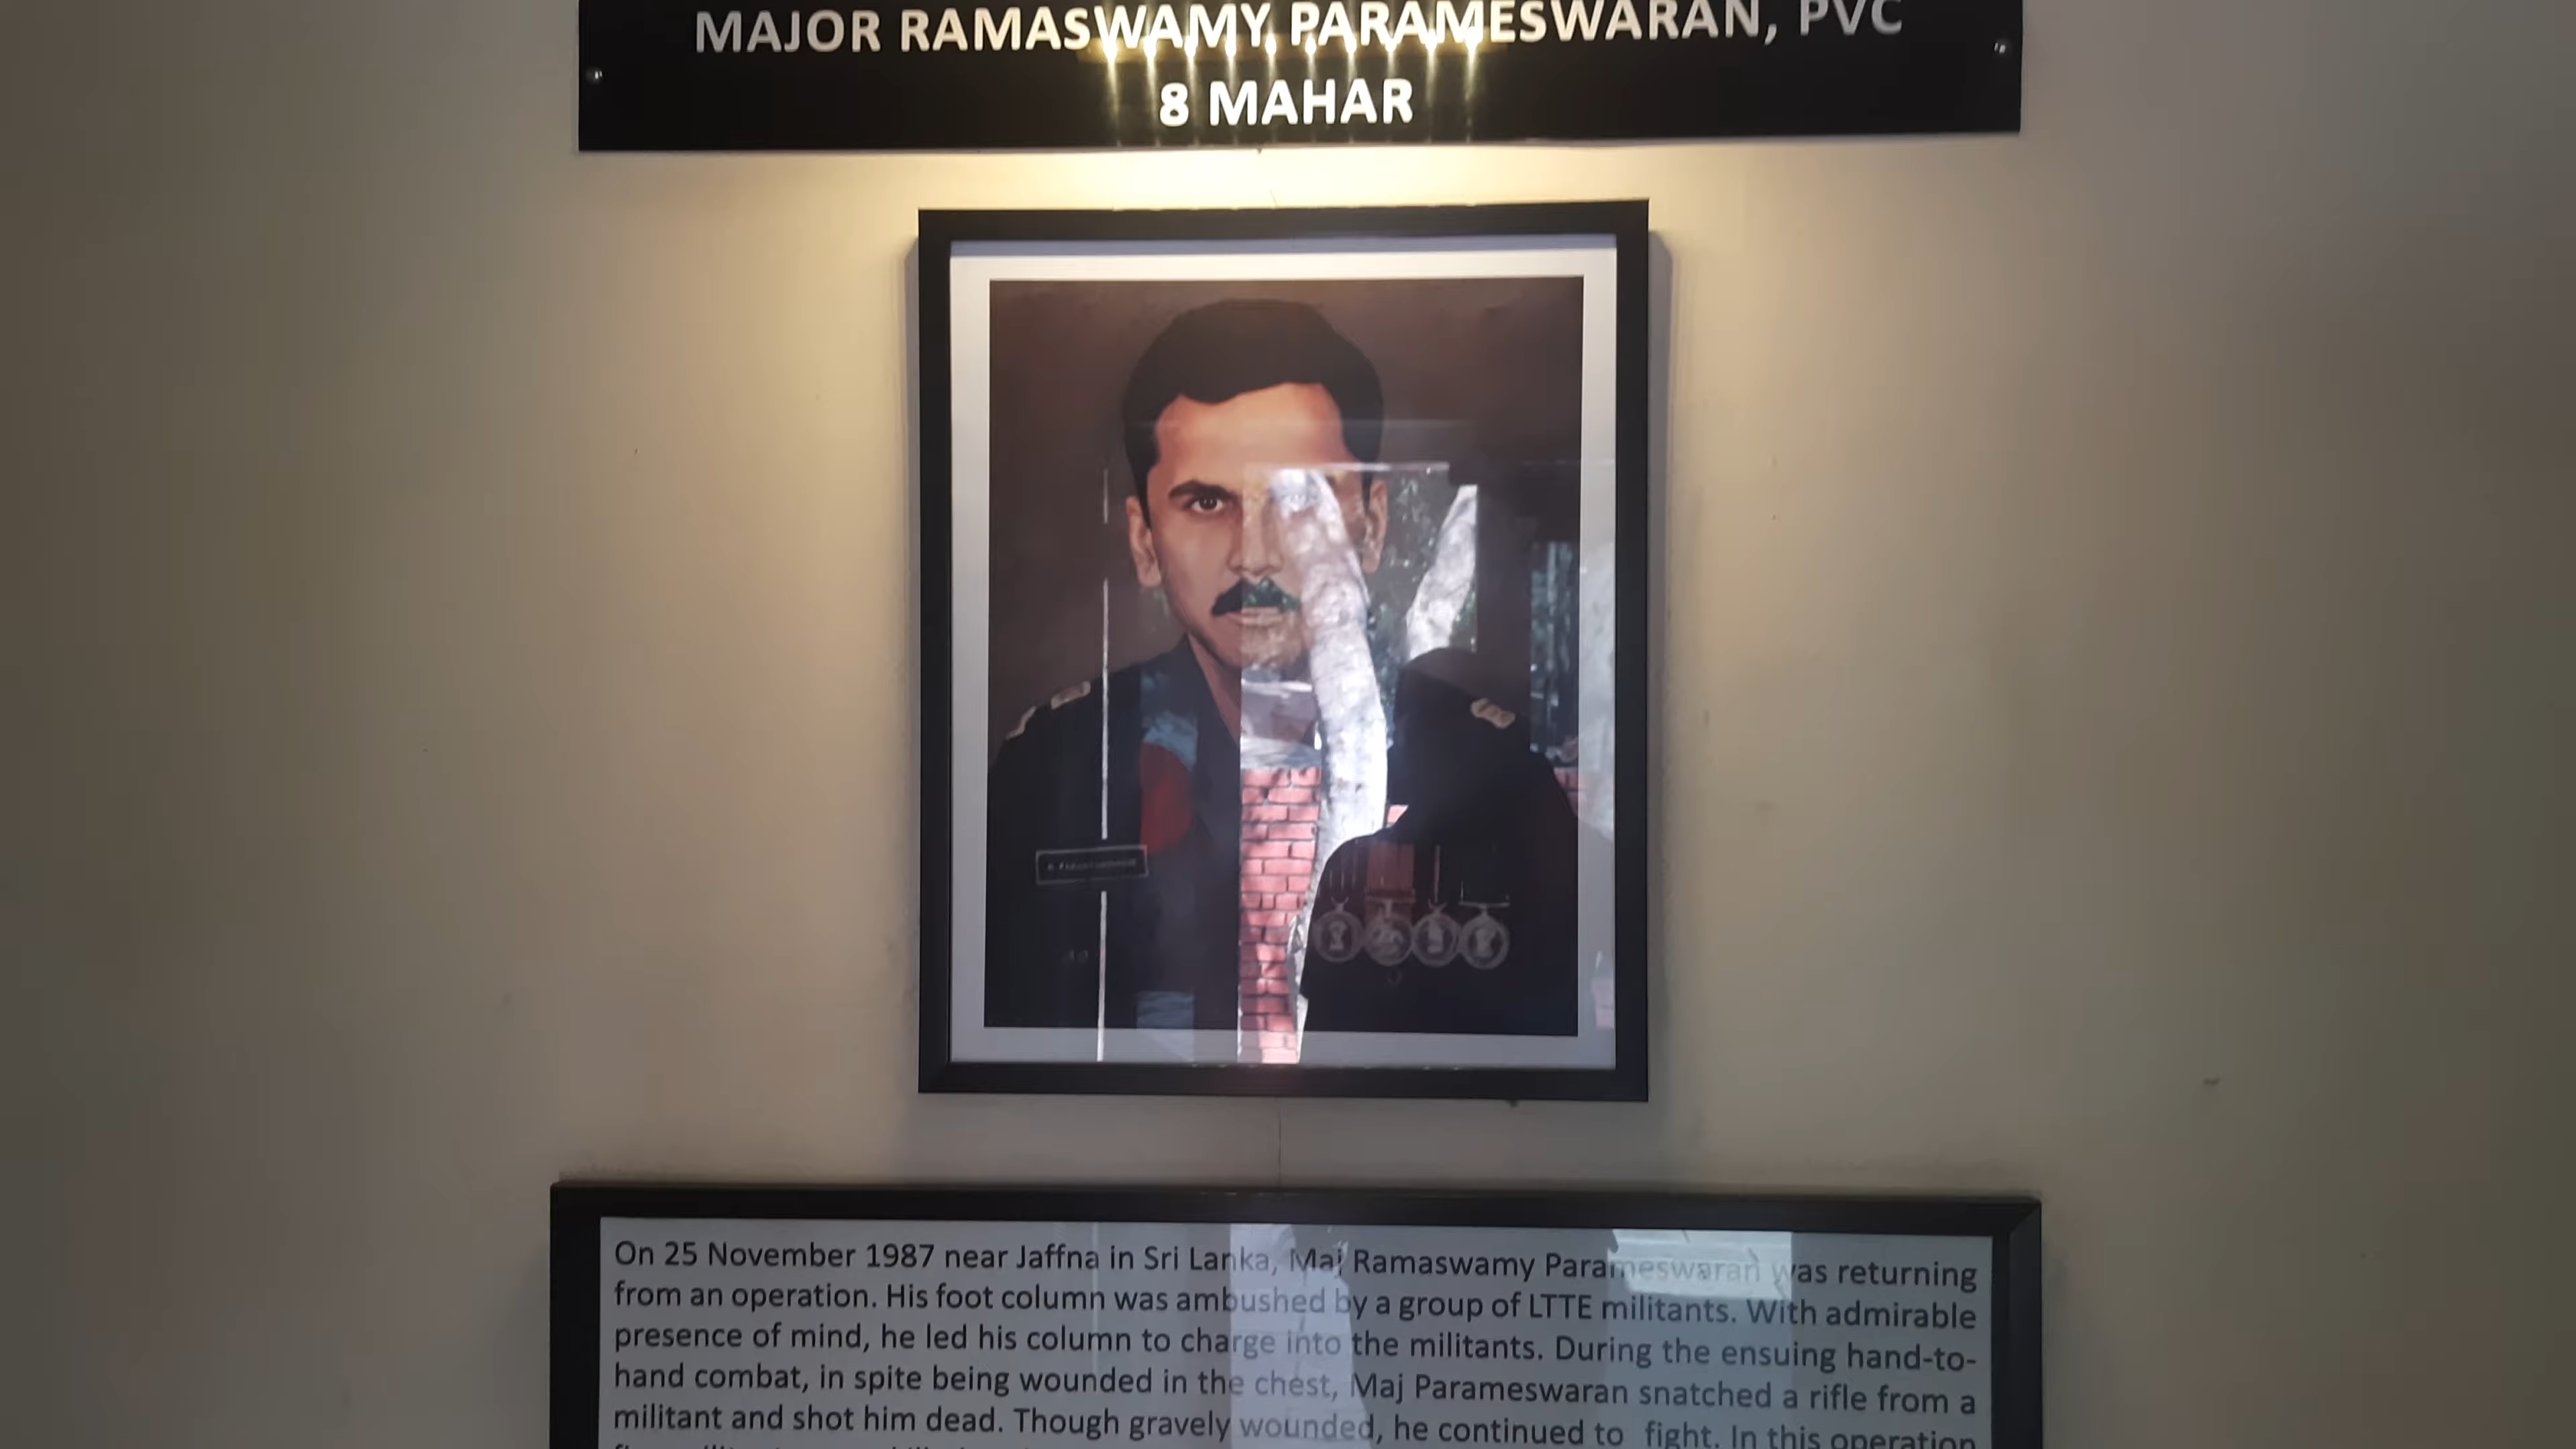 MAJOR RAMASWAMY PARAMESWARAN, PVC
8 MAHAR
On 25 November 1987 near Jaffna in Sri Lanka, Maj Ramaswamy Parameswaran was returning
from an operation. His foot column was ambushed by a group of LTTE militants. With admirable
presence of mind, he led his column to charge into the militants. During the ensuing hand-to-
hand combat, in spite being wounded in the chest, Maj Parameswaran snatched a rifle from a
militant and shot him dead. Though gravely wounded, he continued to fight. In this operation